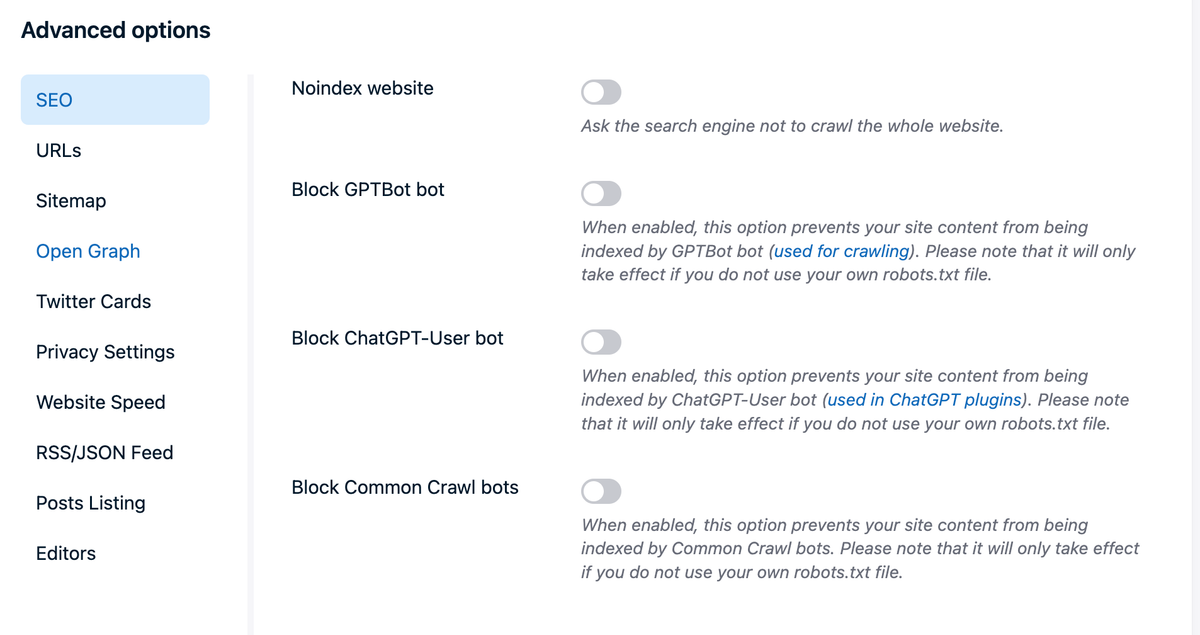 Advanced options
SEO
URLs
Sitemap
Open Graph
Twitter Cards
Privacy Settings
Website Speed
RSS/JSON Feed
Posts Listing
Editors
Noindex website
Ask the search engine not to crawl the whole website.
Block GPTBot bot
When enabled, this option prevents your site content from being
indexed by GPTBot bot (used for crawling). Please note that it will only
take effect if you do not use your own robots.txt file.
Block ChatGPT-User bot
When enabled, this option prevents your site content from being
indexed by ChatGPT-User bot (used in ChatGPT plugins). Please note
that it will only take effect if you do not use your own robots.txt file.
Block Common Crawl bots
When enabled, this option prevents your site content from being
indexed by Common Crawl bots. Please note that it will only take effect
if you do not use your own robots.txt file.